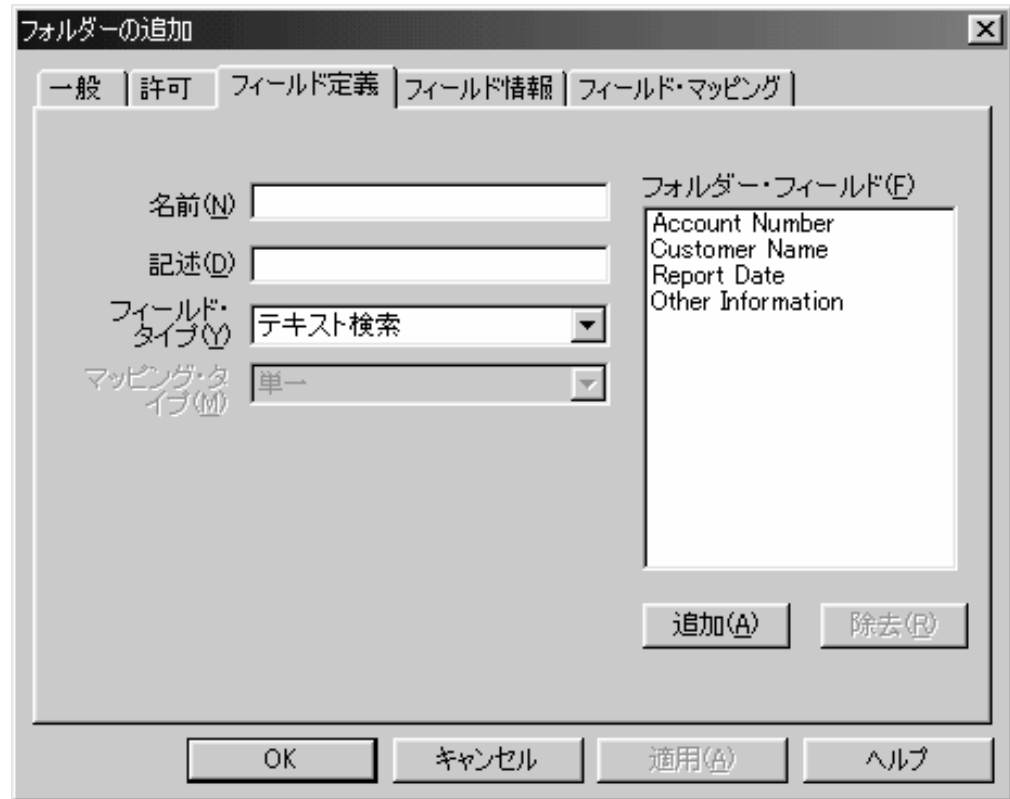 フォルダーの追加
一般 許可 フィールド定義 フィールド情報 フィールド・マッピング
名前(N)
記述(D)
フィールド・
タイプ(Y)
テキスト検索
マッピング・タ
イプ(M)
単一
フォルダー・フィールド(F)
Account Number
Customer Name
Report Date
Other Information
追加(A) 除去(R)
OK キャンセル 適用(A) ヘルプ